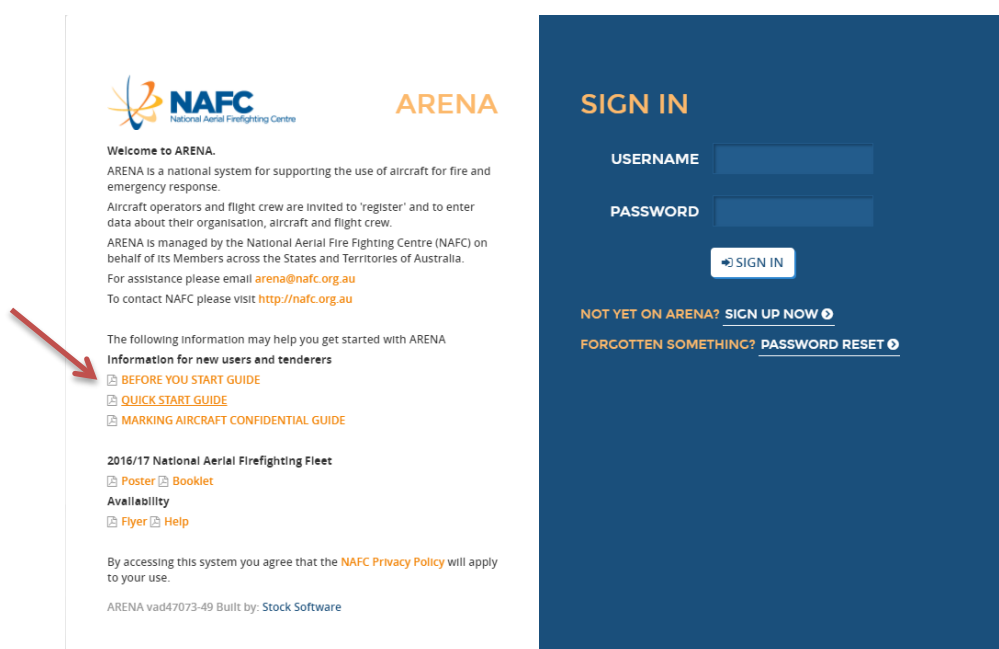 NAFC
National Aerial Firefighting Centre
ARENA
Welcome to ARENA.
ARENA is a national system for supporting the use of aircraft for fire and
emergency response.
Aircraft operators and flight crew are invited to 'register' and to enter
data about their organisation, aircraft and flight crew.
ARENA is managed by the National Aerial Fire Fighting Centre (NAFC) on
behalf of its Members across the States and Territories of Australia.
For assistance please email arena@nafc.org.au
To contact NAFC please visit http://nafc.org.au
The following information may help you get started with ARENA
Information for new users and tenderers
BEFORE YOU START GUIDE
QUICK START GUIDE
MARKING AIRCRAFT CONFIDENTIAL GUIDE
2016/17 National Aerial Firefighting Fleet
Poster Booklet
Availability
Flyer Help
By accessing this system you agree that the NAFC Privacy Policy will apply
to your use.
ARENA vad47073-49 Built by: Stock Software
SIGN IN
USERNAME
PASSWORD
SIGN IN
NOT YET ON ARENA? SIGN UP NOW
FORGOTTEN SOMETHING? PASSWORD RESET